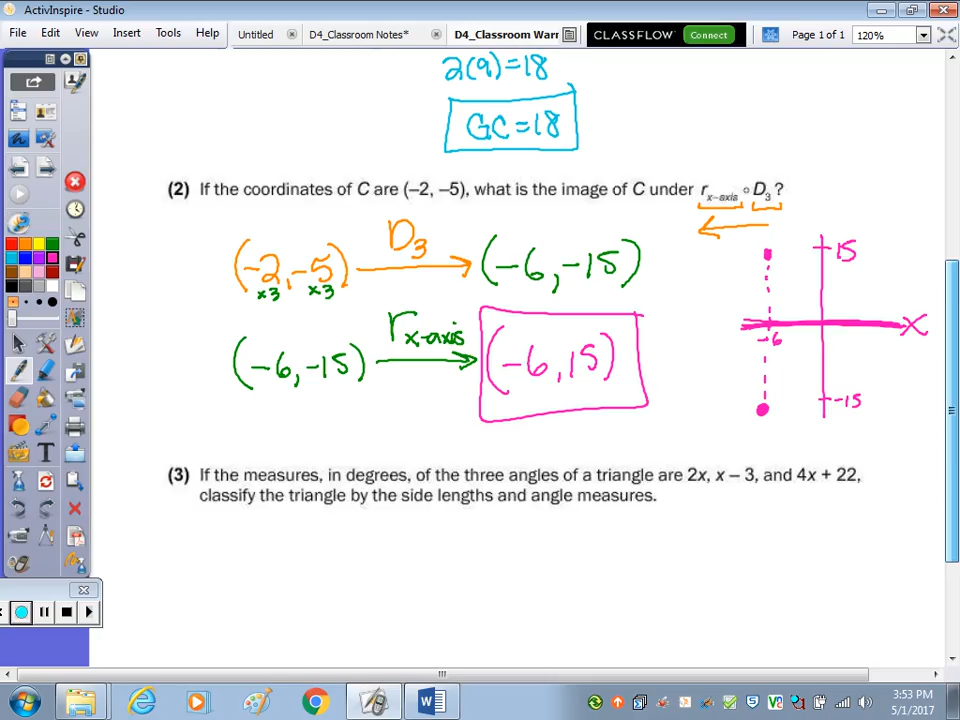 ActivInspire - Studio
File Edit View Insert Tools Help Untitled D4_Classroom Notes* D4_Classroom Warr CLASSFLOW Connect Page 1 of 1 120%
2(9)=18
GC=18
(2) If the coordinates of C are (–2, –5), what is the image of C under r x–axis ∘ D3?
(-2,-5) D3 (-6,-15)
x3 x3
15
(-6,-15) r x-axis (-6,15)
-6
X
-15
(3) If the measures, in degrees, of the three angles of a triangle are 2x, x – 3, and 4x + 22,
classify the triangle by the side lengths and angle measures.
3:53 PM
5/1/2017